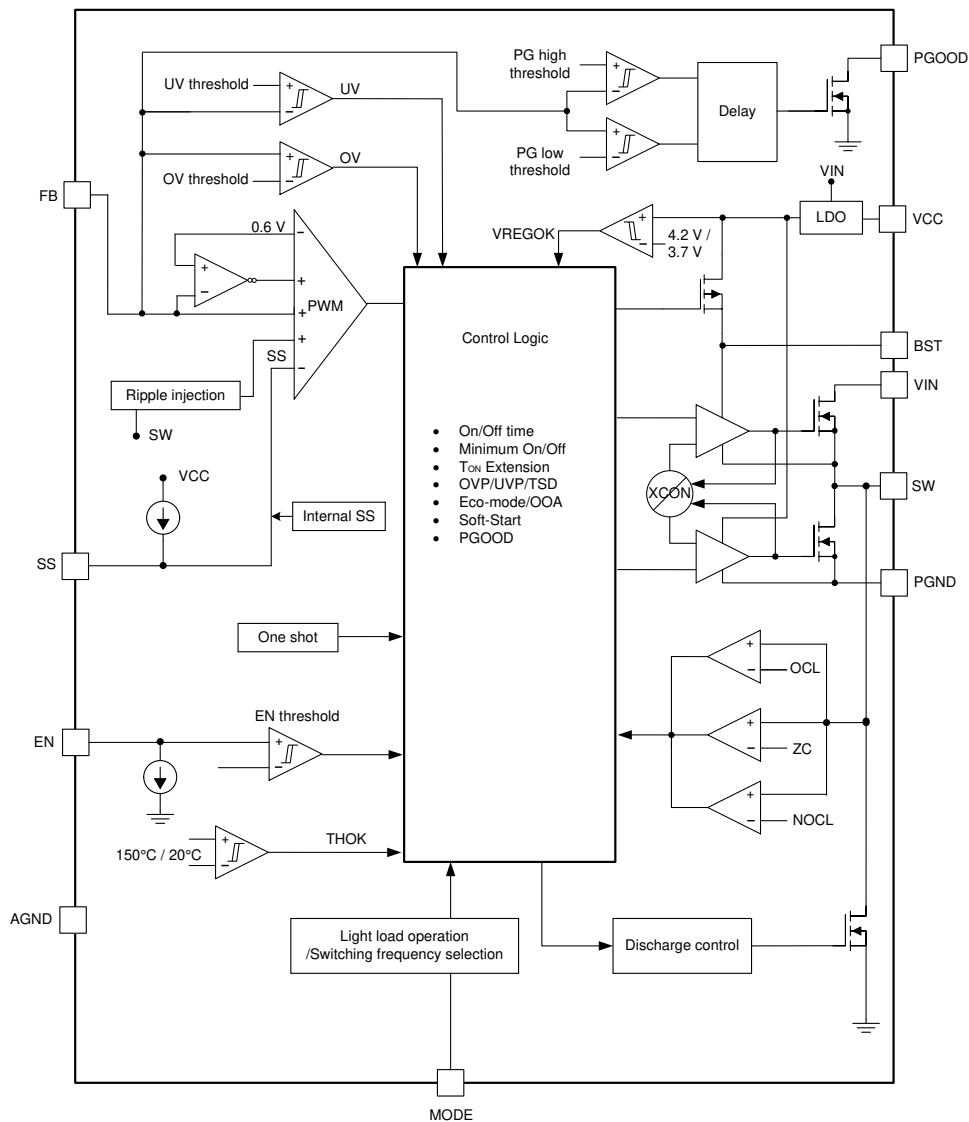 PG high
threshold
PGOOD
UV threshold
UV
Delay
OV
PG low
threshold
OV threshold
VIN
FB
LDO
VCC
0.6 V
VREGOK
4.2 V /
3.7 V
PWM
Control Logic
BST
SS
VIN
Ripple injection
SW
• On/Off time
• Minimum On/Off
• TON Extension
• OVP/UVP/TSD
• Eco-mode/OOA
• Soft-Start
• PGOOD
VCC
XCON
SW
Internal SS
SS
PGND
One shot
OCL
EN threshold
EN
ZC
NOCL
THOK
150°C / 20°C
AGND
Light load operation
/Switching frequency selection
Discharge control
MODE